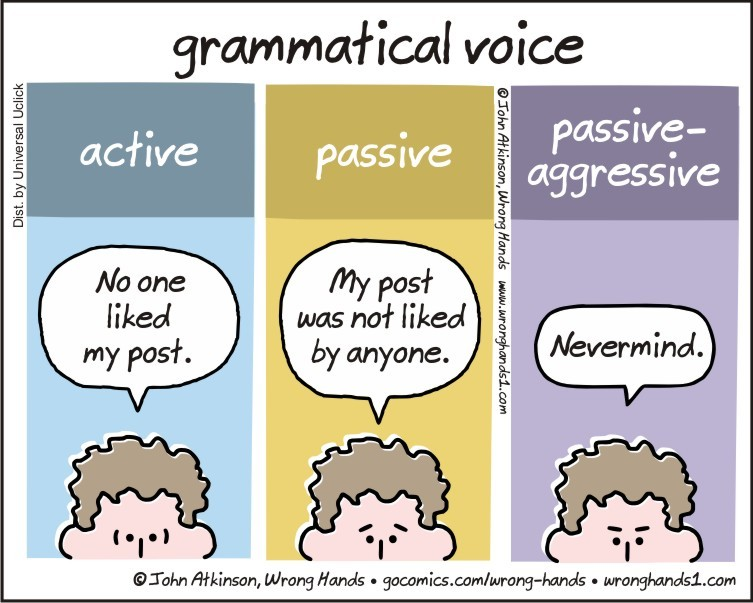 grammatical voice
Dist. by Universal Uclick
active
No one
liked
my post.
passive
My post
was not liked
by anyone.
© John Atkinson, Wrong Hands www.wronghands1.com
passive-
aggressive
Nevermind.
© John Atkinson, Wrong Hands • gocomics.com/wrong-hands • wronghands1.com